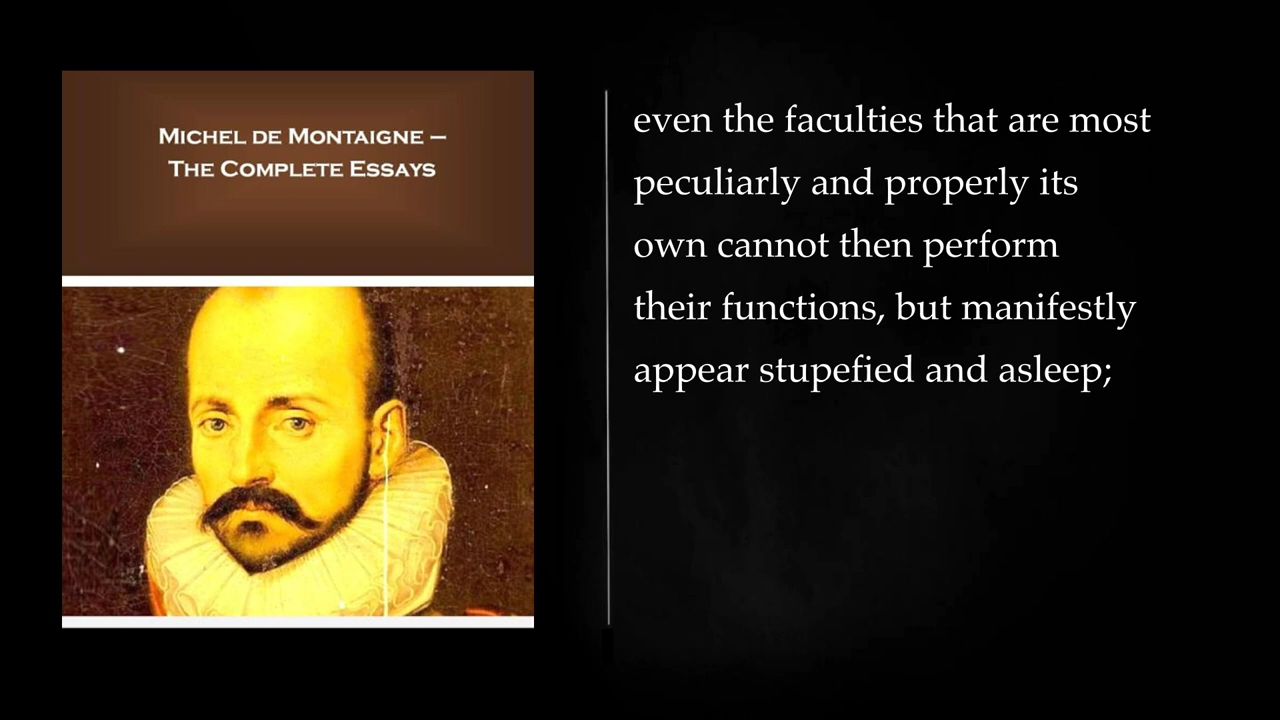 Michel de Montaigne –
The Complete Essays
even the faculties that are most
peculiarly and properly its
own cannot then perform
their functions, but manifestly
appear stupefied and asleep;